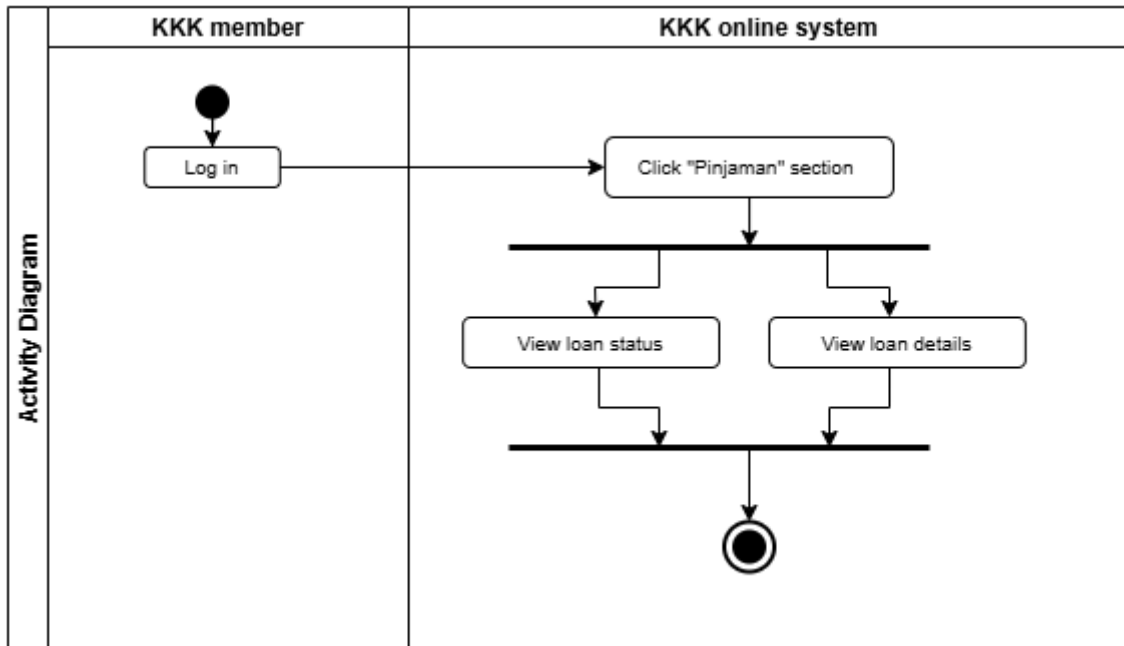 KKK member
KKK online system
Activity Diagram
Log in
Click "Pinjaman" section
View loan status
View loan details